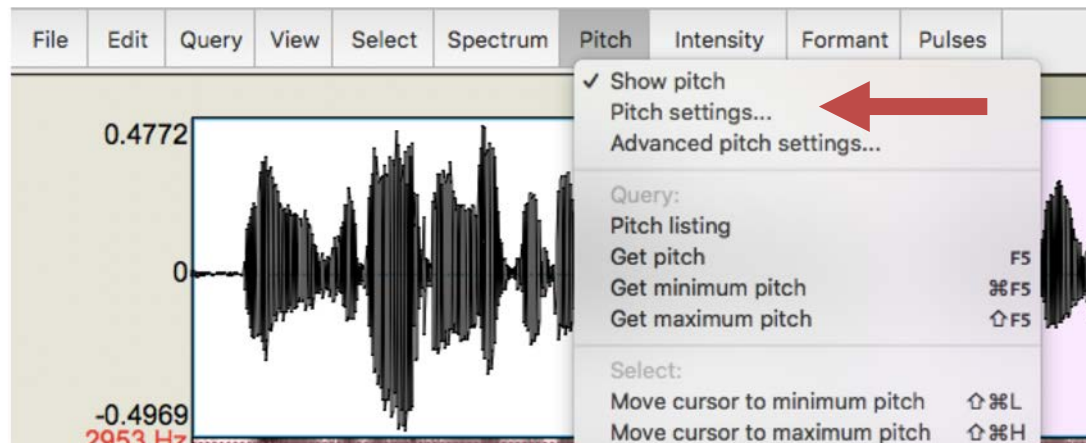 File Edit Query View Select Spectrum Pitch Intensity Formant Pulses
✓ Show pitch
Pitch settings...
Advanced pitch settings...
0.4772
Query:
Pitch listing
Get pitch F5
0
Get minimum pitch ⌘F5
Get maximum pitch ⇧F5
Select:
Move cursor to minimum pitch ⇧⌘L
-0.4969
Move cursor to maximum pitch ⇧⌘H
2953 Hz